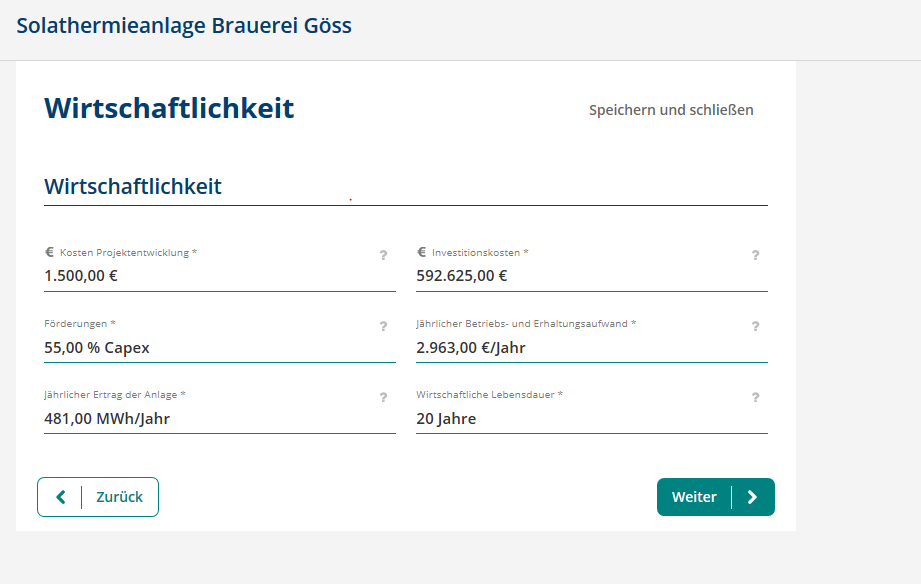 Solathermieanlage Brauerei Göss
Wirtschaftlichkeit
Speichern und schließen
Wirtschaftlichkeit
€ Kosten Projektentwicklung * ?
1.500,00 €
€ Investitionskosten * ?
592.625,00 €
Förderungen * ?
55,00 % Capex
Jährlicher Betriebs- und Erhaltungsaufwand * ?
2.963,00 €/Jahr
Jährlicher Ertrag der Anlage * ?
481,00 MWh/Jahr
Wirtschaftliche Lebensdauer * ?
20 Jahre
Zurück
Weiter